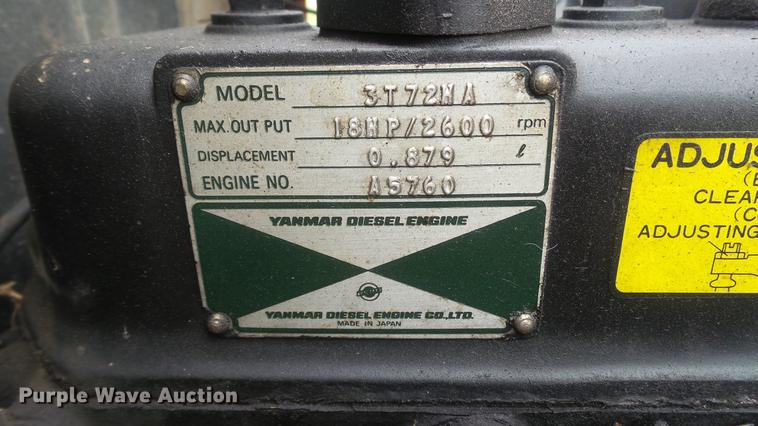 MODEL 3T72HA
MAX. OUT PUT 18HP/2600 rpm
DISPLACEMENT 0.879 ℓ
ENGINE NO. A5760
YANMAR DIESEL ENGINE
YANMAR DIESEL ENGINE CO.,LTD.
MADE IN JAPAN
ADJUS
(E
CLEAR
(C
ADJUSTING
Purple Wave Auction